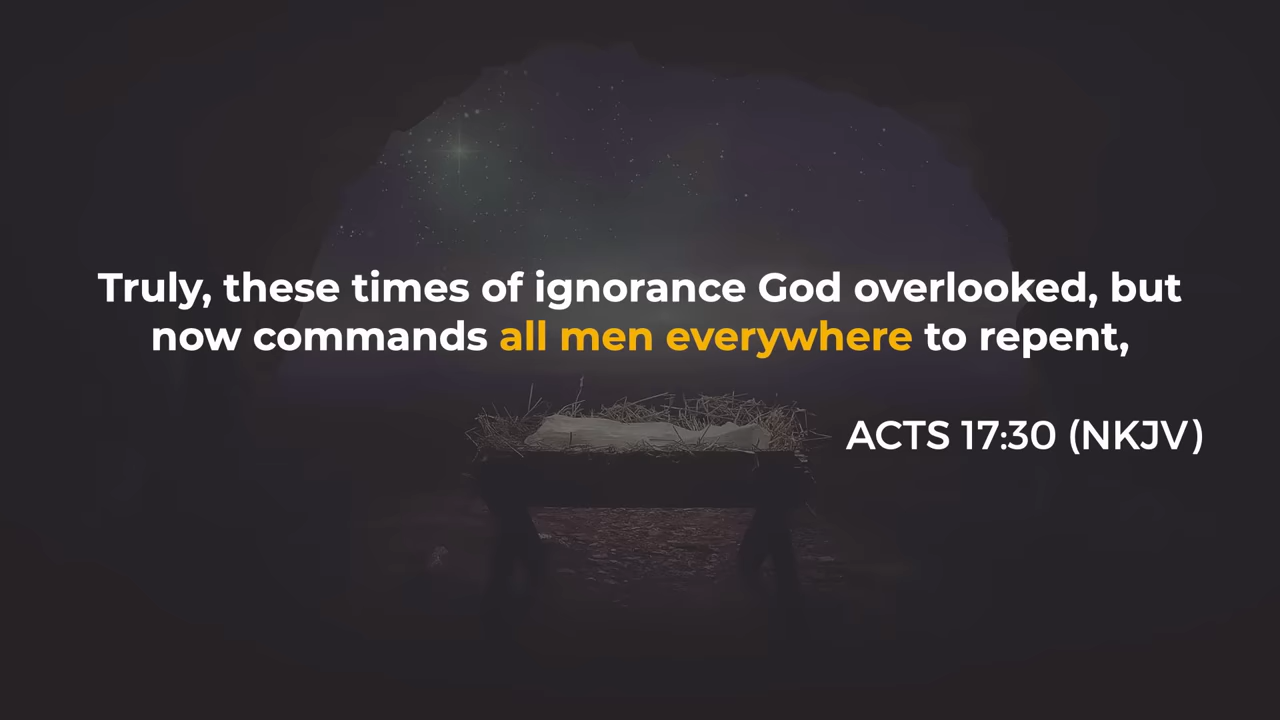 Truly, these times of ignorance God overlooked, but
now commands all men everywhere to repent,
ACTS 17:30 (NKJV)